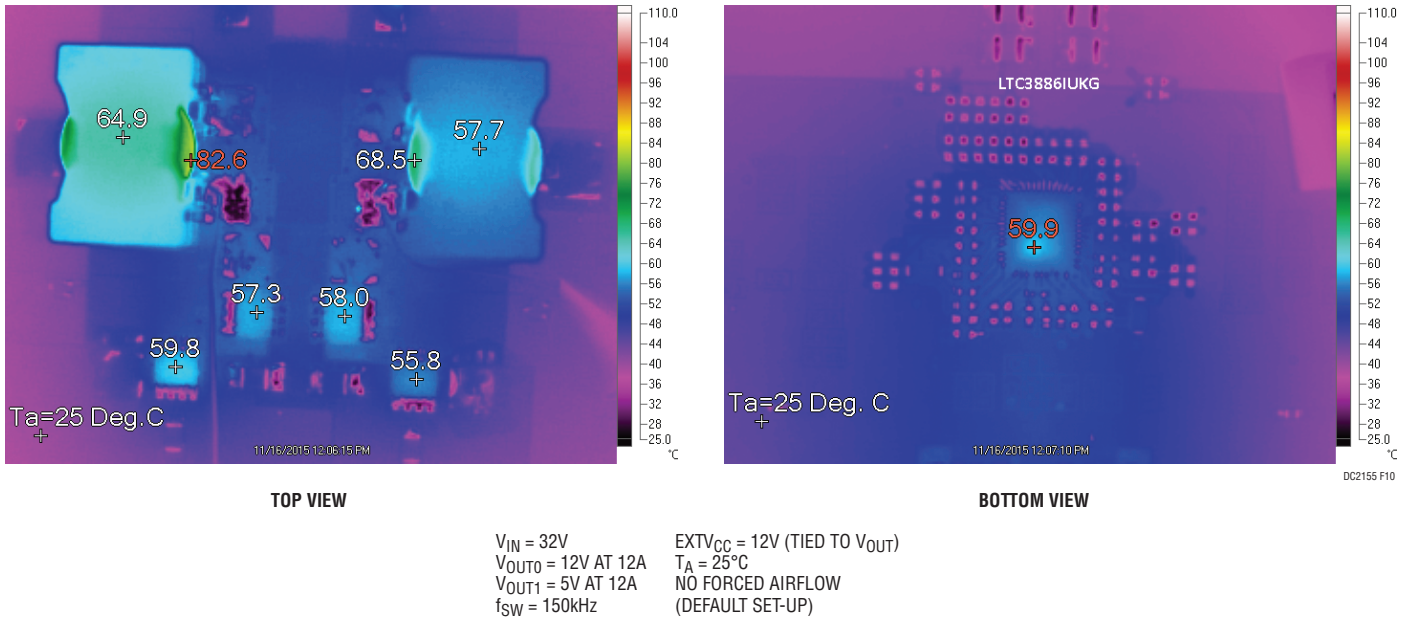 110.0
104
100
96
92
88
84
80
76
72
68
64
60
56
52
48
44
40
36
32
28
25.0
°C
64.9
82.6
68.5
57.7
57.3
58.0
59.8
55.8
Ta=25 Deg.C
11/16/2015 12:06:15 PM
TOP VIEW
110.0
104
100
96
92
88
84
80
76
72
68
64
60
56
52
48
44
40
36
32
28
25.0
°C
LTC3886IUKG
59.9
Ta=25 Deg. C
11/16/2015 12:07:10 PM
DC2155 F10
BOTTOM VIEW
VIN = 32V
VOUT0 = 12V AT 12A
VOUT1 = 5V AT 12A
fSW = 150kHz
EXTVCC = 12V (TIED TO VOUT)
TA = 25°C
NO FORCED AIRFLOW
(DEFAULT SET-UP)